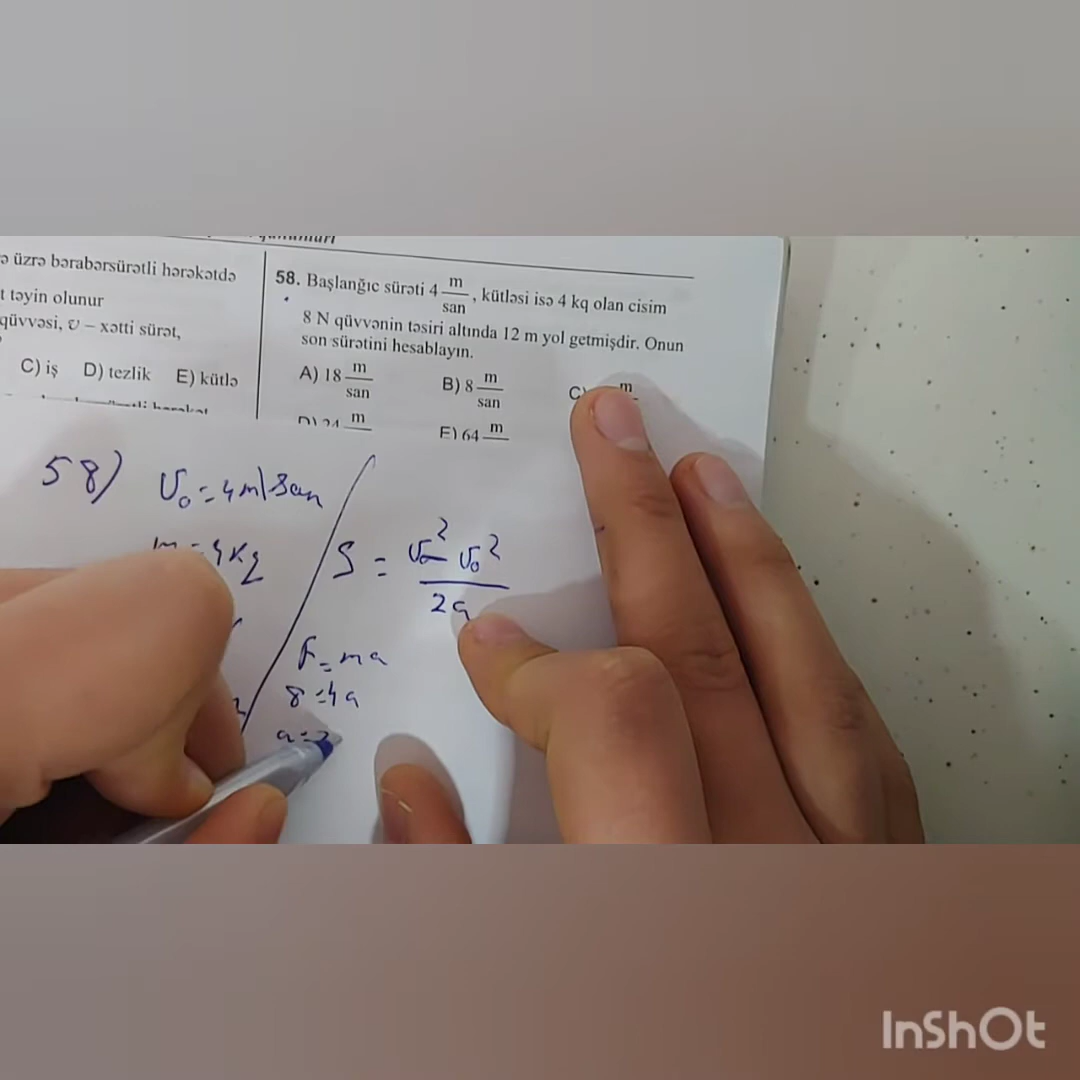 ə üzrə bərabərsürətli hərəkətdə
t təyin olunur
qüvvəsi, υ – xətti sürət,
C) iş D) tezlik E) kütlə
58. Başlanğıc sürəti 4 m/san, kütləsi isə 4 kq olan cisim
8 N qüvvənin təsiri altında 12 m yol getmişdir. Onun
son sürətini hesablayın.
A) 18 m/san B) 8 m/san C) m
m E) 64 m
58) υ₀ = 4m\san
m = 4kq
S = υ² - υ₀² / 2a
F = ma
8 = 4a
a = 2
InShOt